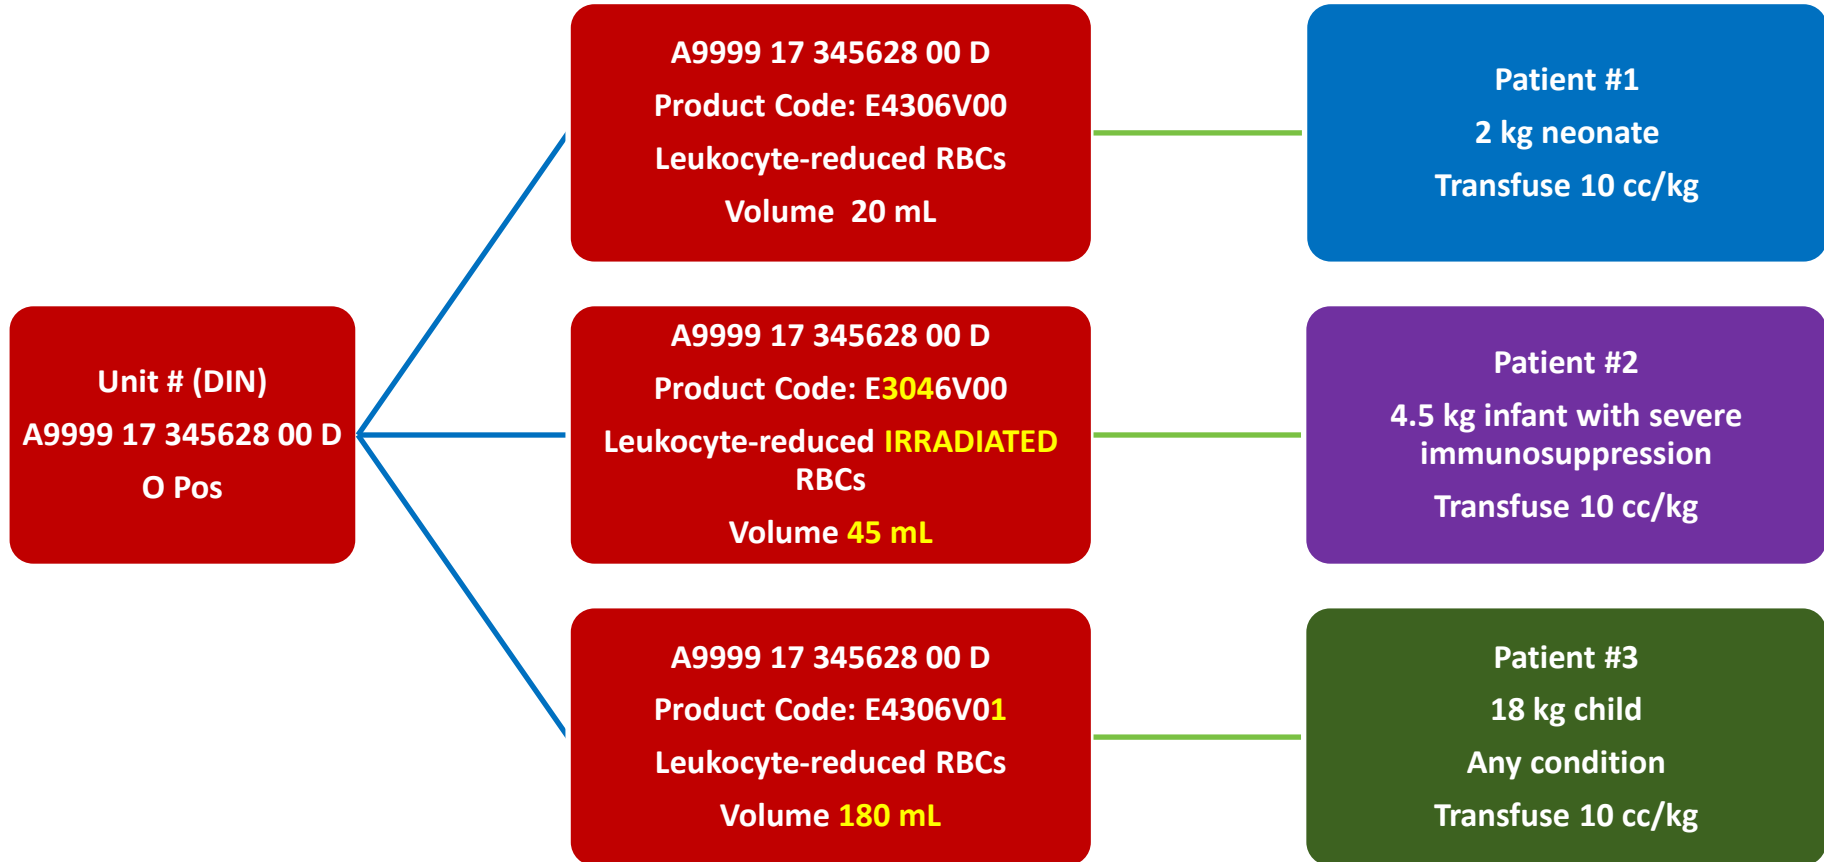 Unit # (DIN)
A9999 17 345628 00 D
O Pos
A9999 17 345628 00 D
Product Code: E4306V00
Leukocyte-reduced RBCs
Volume  20 mL
Patient #1
2 kg neonate
Transfuse 10 cc/kg
A9999 17 345628 00 D
Product Code: E3046V00
Leukocyte-reduced IRRADIATED
RBCs
Volume 45 mL
Patient #2
4.5 kg infant with severe
immunosuppression
Transfuse 10 cc/kg
A9999 17 345628 00 D
Product Code: E4306V01
Leukocyte-reduced RBCs
Volume 180 mL
Patient #3
18 kg child
Any condition
Transfuse 10 cc/kg